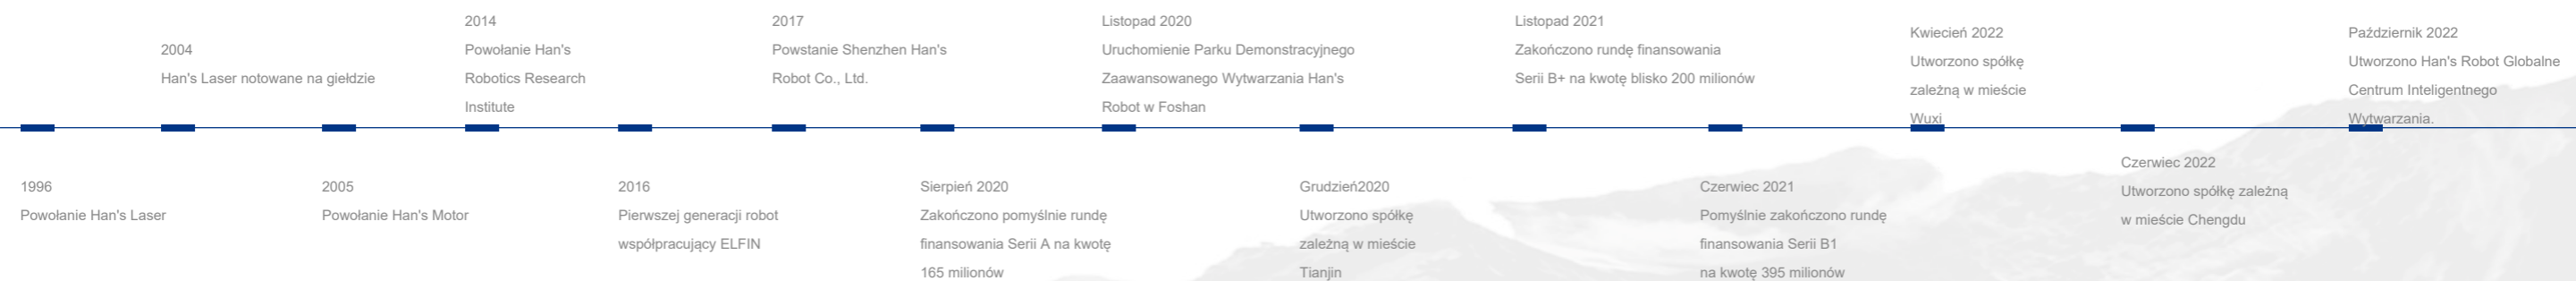 2004
Han's Laser notowane na giełdzie
2014
Powołanie Han's
Robotics Research
Institute
2017
Powstanie Shenzhen Han's
Robot Co., Ltd.
Listopad 2020
Uruchomienie Parku Demonstracyjnego
Zaawansowanego Wytwarzania Han's
Robot w Foshan
Listopad 2021
Zakończono rundę finansowania
Serii B+ na kwotę blisko 200 milionów
Kwiecień 2022
Utworzono spółkę
zależną w mieście
Wuxi
Październik 2022
Utworzono Han's Robot Globalne
Centrum Inteligentnego
Wytwarzania.
1996
Powołanie Han's Laser
2005
Powołanie Han's Motor
2016
Pierwszej generacji robot
współpracujący ELFIN
Sierpień 2020
Zakończono pomyślnie rundę
finansowania Serii A na kwotę
165 milionów
Grudzień2020
Utworzono spółkę
zależną w mieście
Tianjin
Czerwiec 2021
Pomyślnie zakończono rundę
finansowania Serii B1
na kwotę 395 milionów
Czerwiec 2022
Utworzono spółkę zależną
w mieście Chengdu